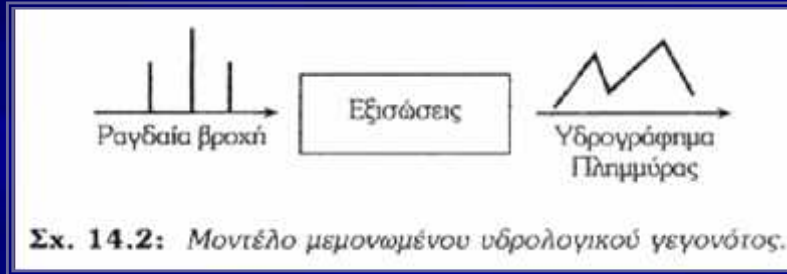 Ραγδαία βροχή
Εξισώσεις
Υδρογράφημα
Πλημμύρας
Σχ. 14.2: Μοντέλο μεμονωμένου υδρολογικού γεγονότος.